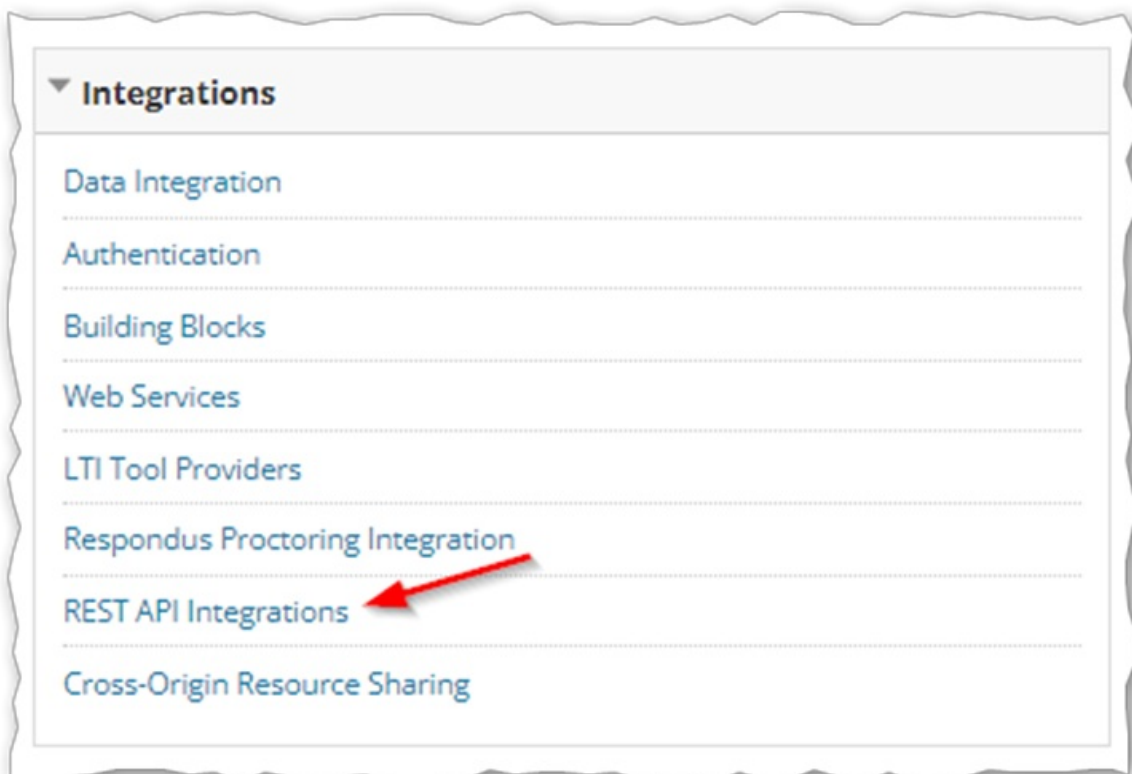 Integrations
Data Integration
Authentication
Building Blocks
Web Services
LTI Tool Providers
Respondus Proctoring Integration
REST API Integrations
Cross-Origin Resource Sharing